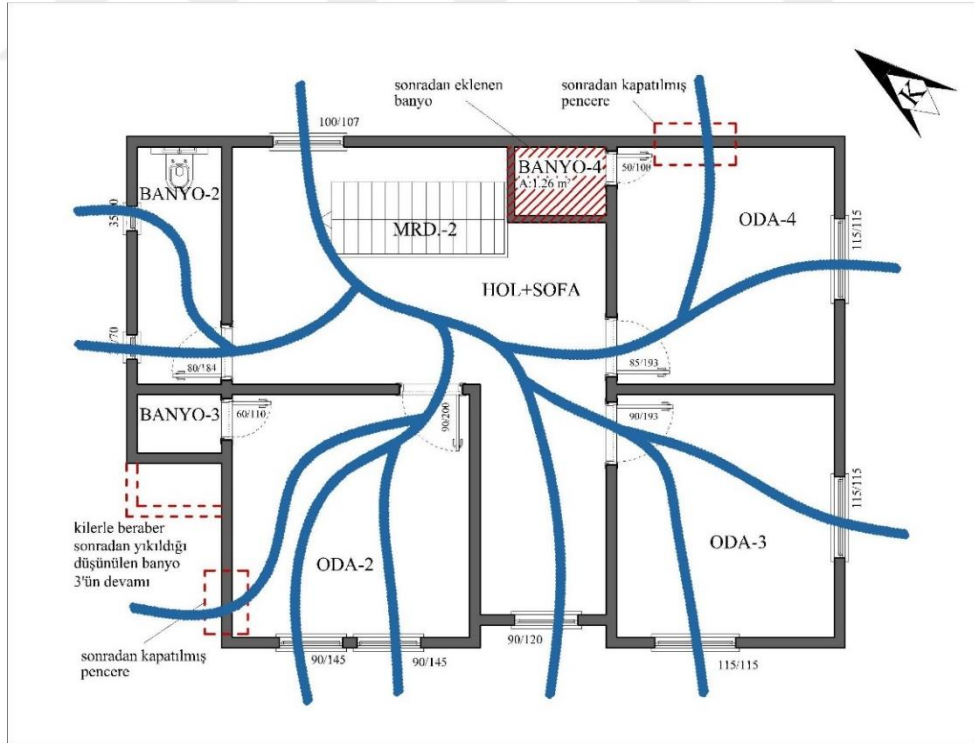 sonradan eklenen
banyo
sonradan kapatılmış
pencere
K
100/107
BANYO-2
BANYO-4
A:1.26 m²
50/100
ODA-4
MRD.-2
115/115
HOL+SOFA
80/184
85/193
BANYO-3
60/110
90/200
90/193
115/115
kilerle beraber
sonradan yıkıldığı
düşünülen banyo
3'ün devamı
ODA-2
ODA-3
sonradan kapatılmış
pencere
90/145
90/145
90/120
115/115